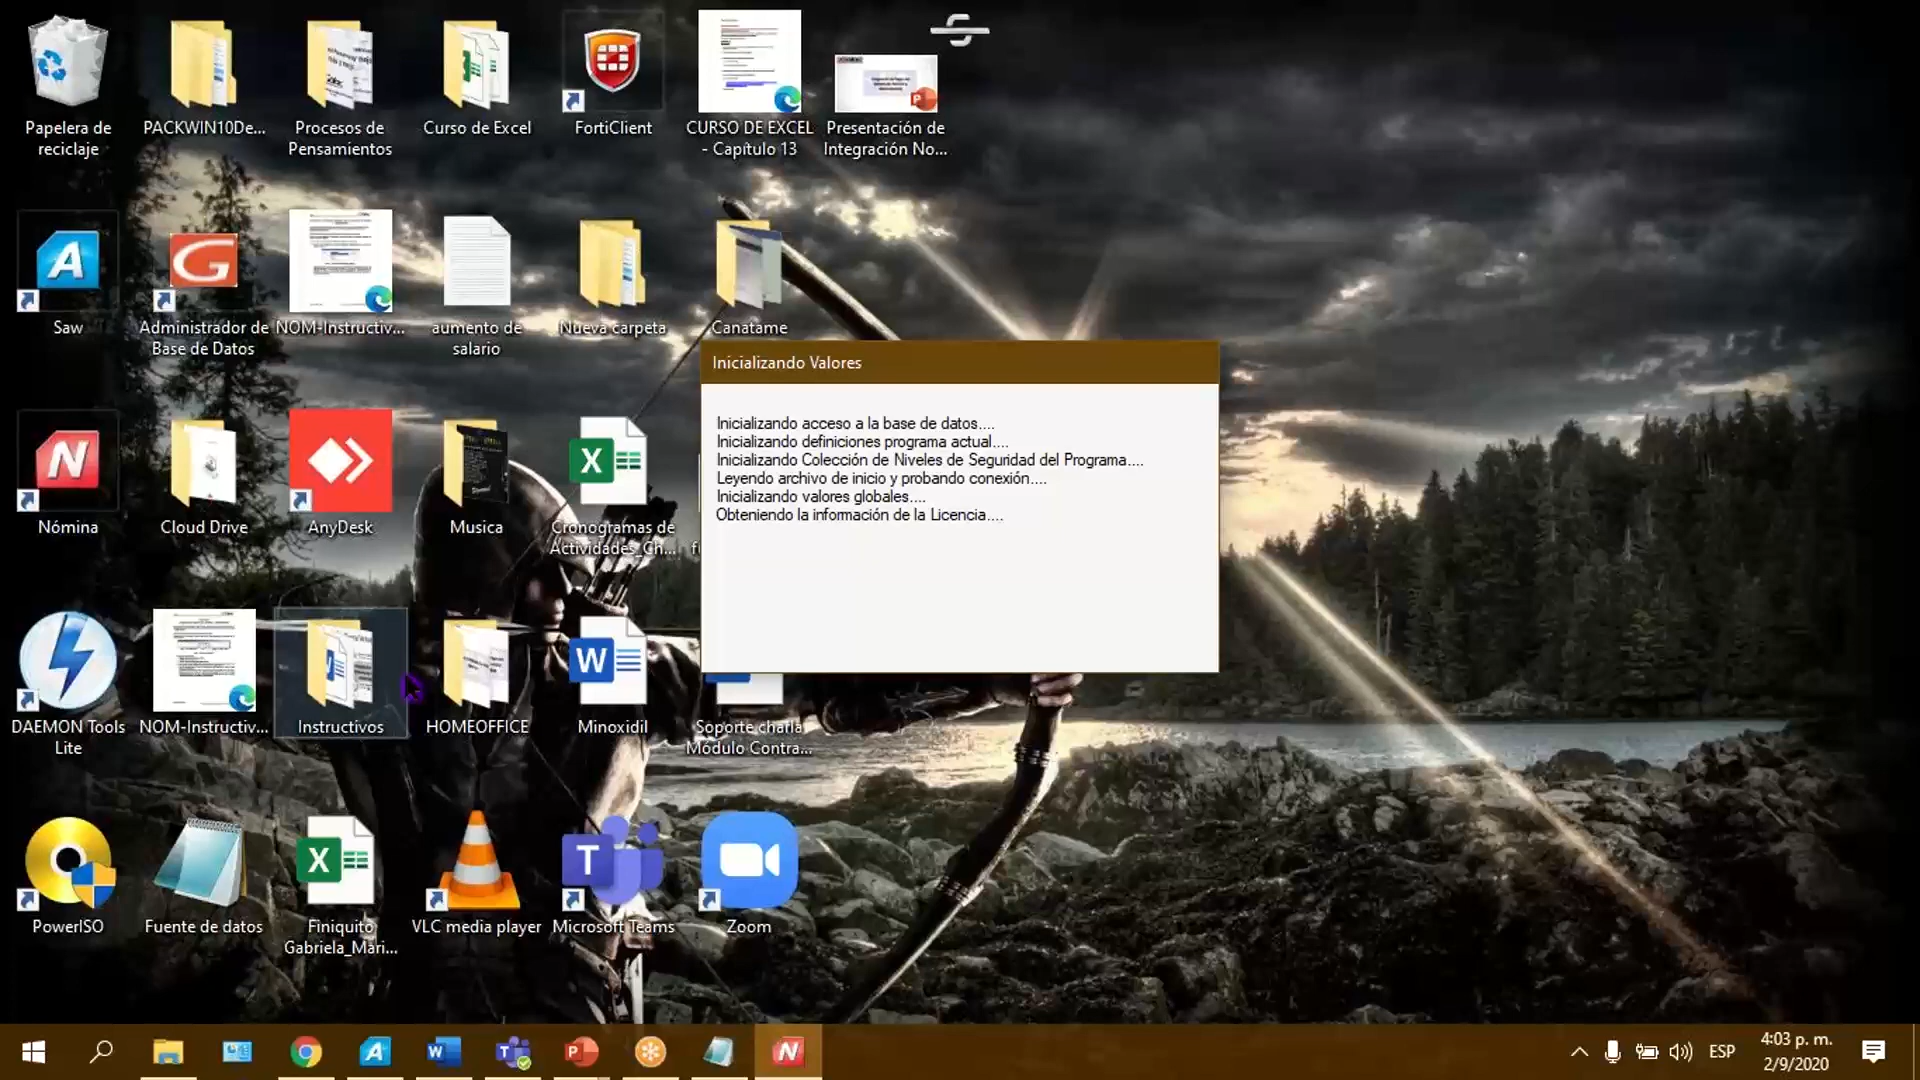 Papelera de
reciclaje
PACKWIN10De...
Procesos de
Pensamientos
Curso de Excel
FortiClient
CURSO DE EXCEL
- Capítulo 13
Presentación de
Integración No...
Saw
Administrador de
Base de Datos
NOM-Instructiv...
aumento de
salario
Nueva carpeta
Canatame
Inicializando Valores
Inicializando acceso a la base de datos....
Inicializando definiciones programa actual....
Inicializando Colección de Niveles de Seguridad del Programa....
Leyendo archivo de inicio y probando conexión....
Inicializando valores globales....
Obteniendo la información de la Licencia....
Nómina
Cloud Drive
AnyDesk
Musica
Cronogramas de
Actividades_Ch...
DAEMON Tools
Lite
NOM-Instructiv...
Instructivos
HOMEOFFICE
Minoxidil
Soporte charla
Módulo Contra...
PowerISO
Fuente de datos
Finiquito
Gabriela_Mari...
VLC media player
Microsoft Teams
Zoom
ESP
4:03 p. m.
2/9/2020